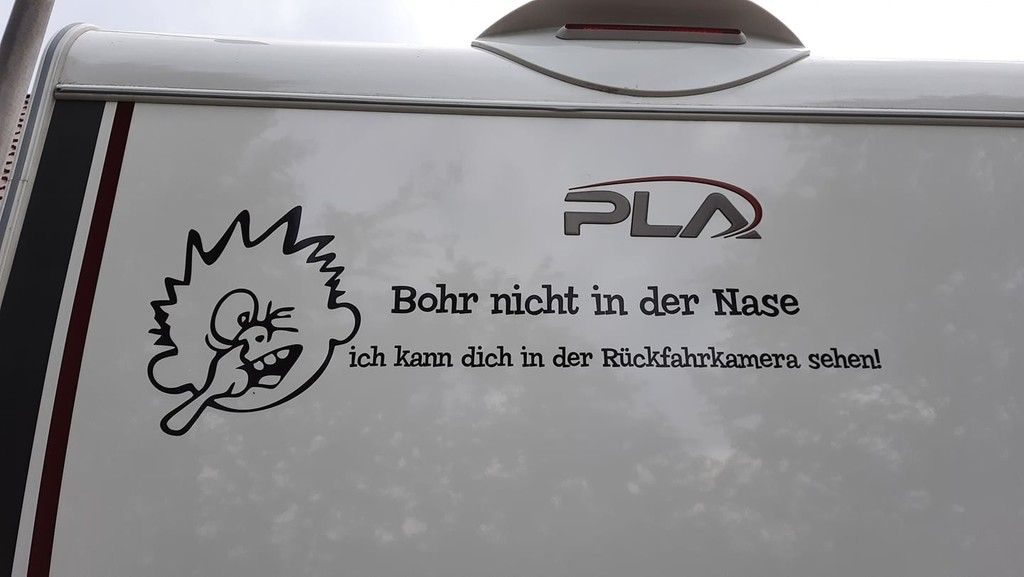 PLA
Bohr nicht in der Nase
ich kann dich in der Rückfahrkamera sehen!